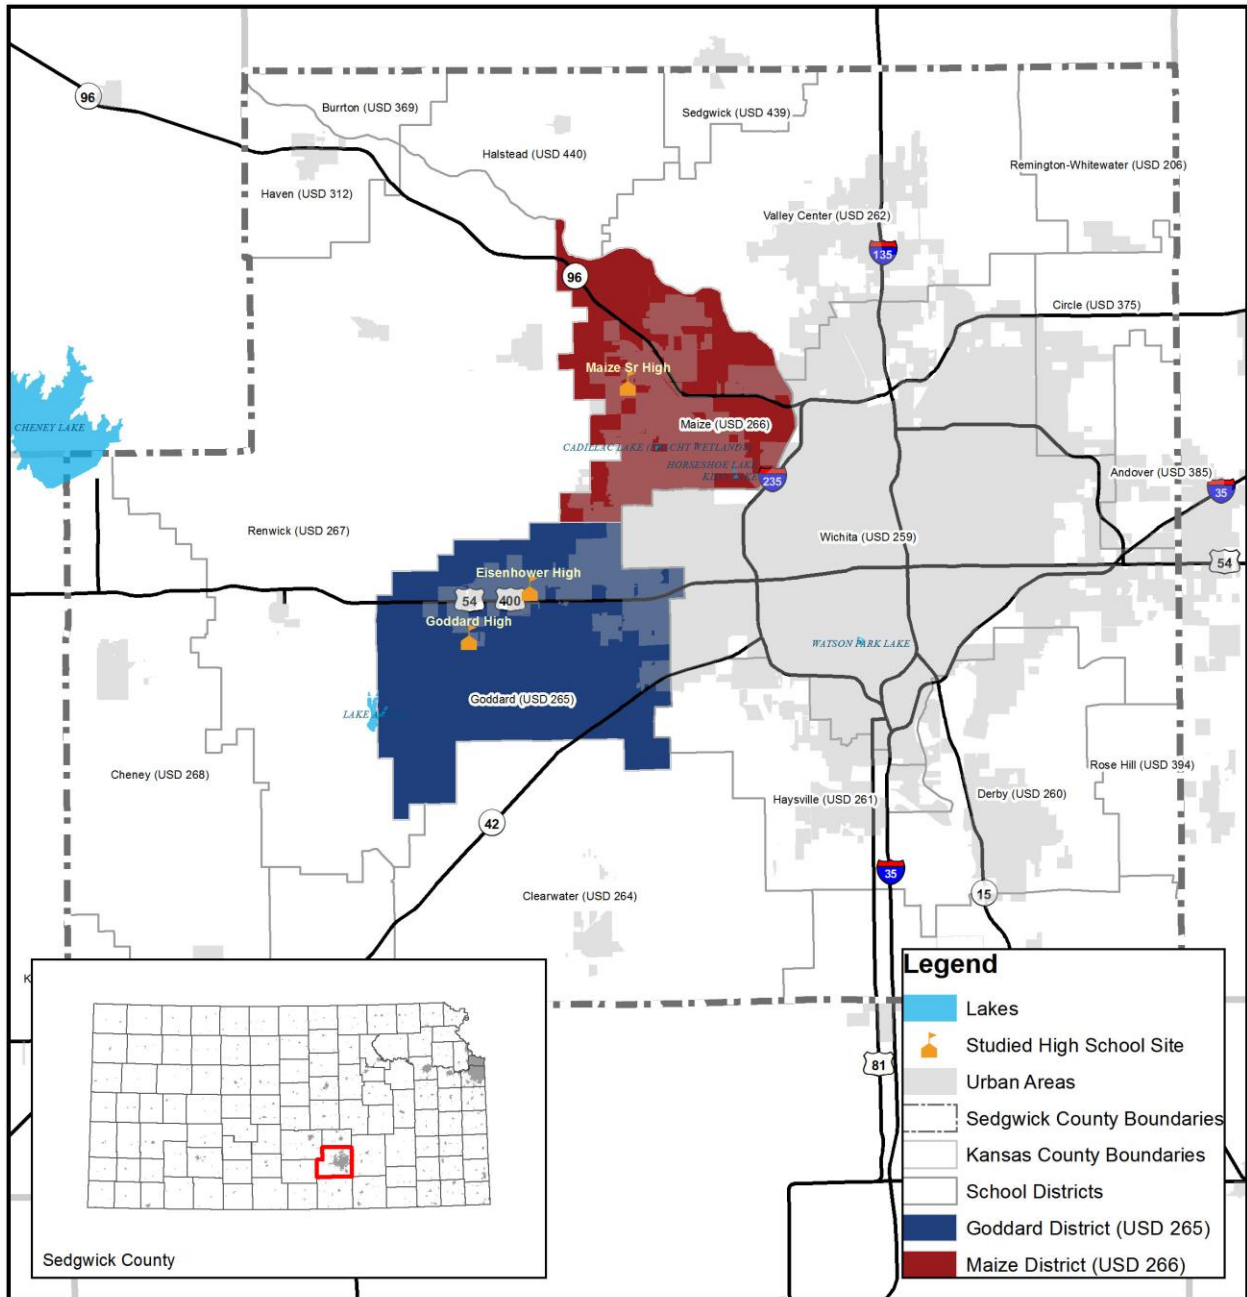 96
Burrton (USD 369)
Sedgwick (USD 439)
Halstead (USD 440)
Remington-Whitewater (USD 206)
Haven (USD 312)
Valley Center (USD 262)
135
96
Circle (USD 375)
Maize Sr High
CHENEY LAKE
Maize (USD 266)
CADILLAC LAKE
WETLANDS)
HORSESHOE LAKE
235
Andover (USD 385)
35
Renwick (USD 267)
Wichita (USD 259)
54
Eisenhower High
54
400
Goddard High
WATSON PARK LAKE
Goddard (USD 265)
LAKE
Cheney (USD 268)
Rose Hill (USD 394)
Haysville (USD 261)
Derby (USD 260)
42
35
Clearwater (USD 264)
15
K
81
Sedgwick County
Legend
Lakes
Studied High School Site
Urban Areas
Sedgwick County Boundaries
Kansas County Boundaries
School Districts
Goddard District (USD 265)
Maize District (USD 266)